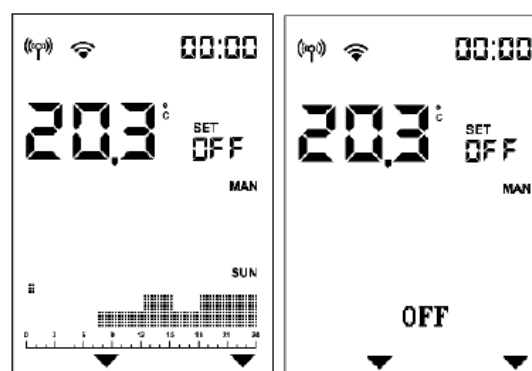 00:00
20.3 °C
SET
OFF
MAN
SUN
0 3 6 9 12 15 18 21 24
00:00
20.3 °C
SET
OFF
MAN
OFF